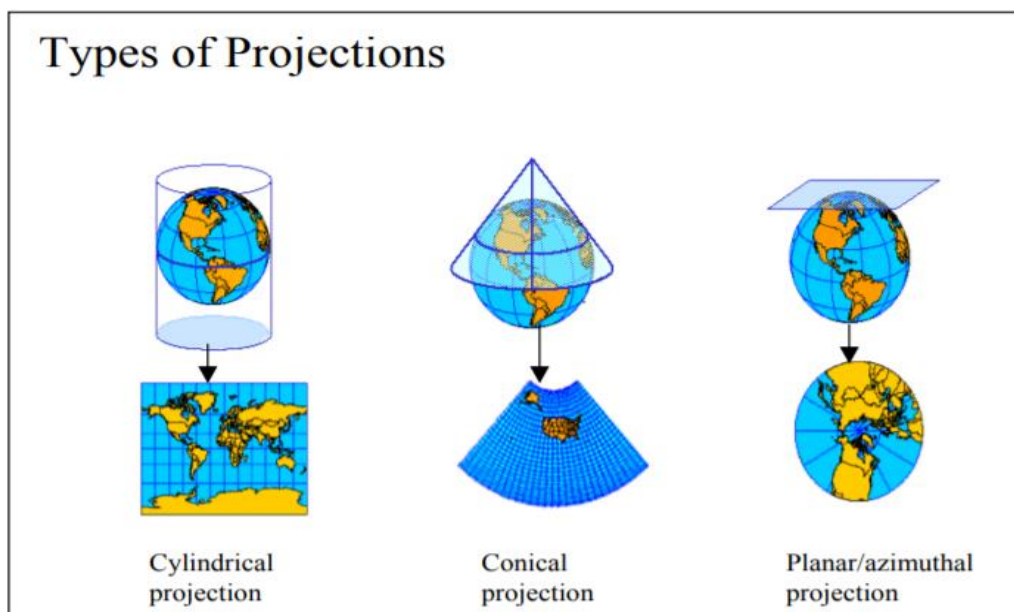 Types of Projections
Cylindrical
projection
Conical
projection
Planar/azimuthal
projection